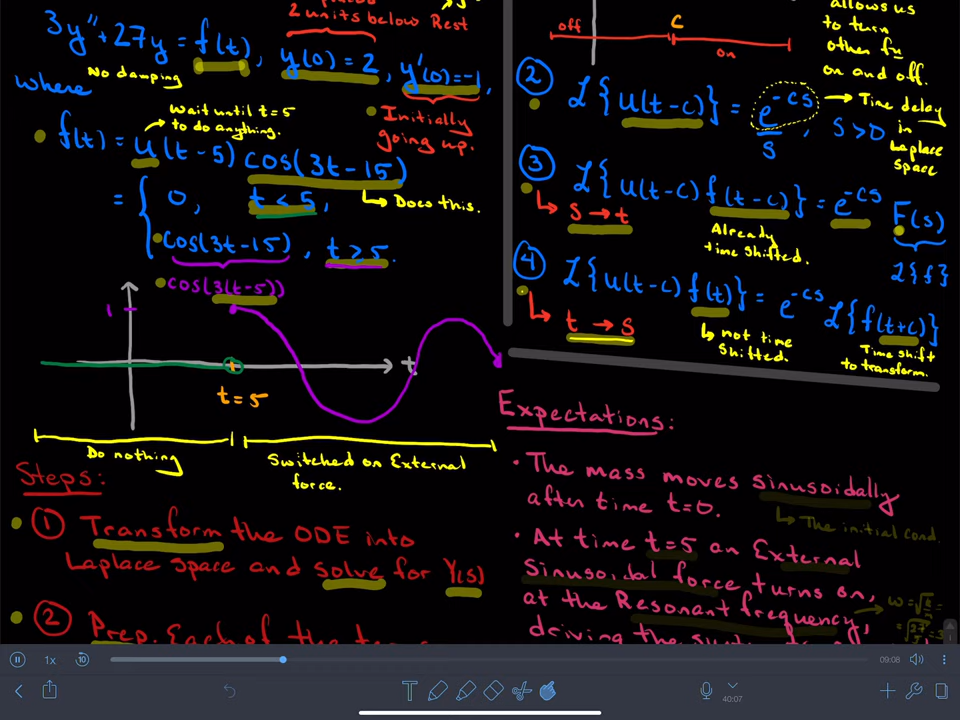 2 units below Rest
3y"+27y = f(t), y(0)=2, y'(0)=-1,
No damping
where
Wait until t=5
to do anything.
Initially
going up.
f(t) = u(t-5) cos(3t-15)
Does this.
= { 0, t<5,
cos(3t-15), t≥5.
cos(3(t-5))
1
t
t=5
Do nothing
Switched on External
force.
Steps:
① Transform the ODE into
Laplace space and solve for Y(s)
② Prep. Each of the
off
C
on
allows us
to turn
other fn
on and off.
② L{u(t-c)} = e^-cs / s, s>0
Time delay
in
Laplace
space
③ L{u(t-c) f(t-c)} = e^-cs F(s)
s → t
Already
time shifted.
L{f}
④ L{u(t-c) f(t)} = e^-cs L{f(t+c)}
t → s
not time
shifted.
Time shift
to transform.
Expectations:
• The mass moves sinusoidally
after time t=0.
The initial cond.
• At time t=5 an External
Sinusoidal force turns on,
at the Resonant frequency,
driving the
1x
10
09:08
40:07